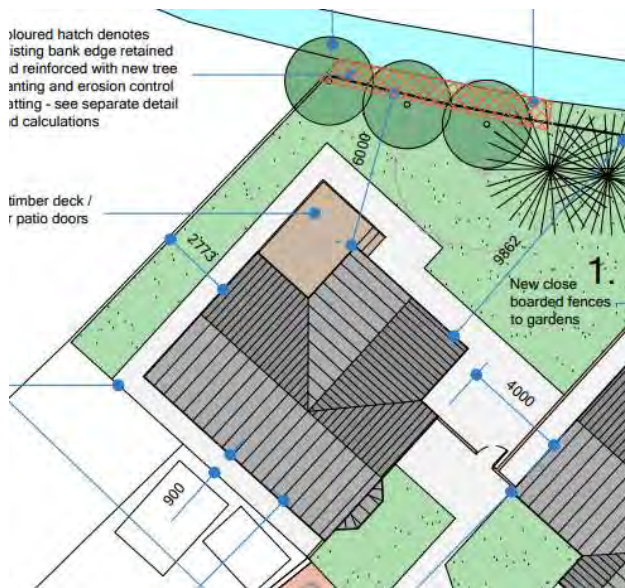 oloured hatch denotes
isting bank edge retained
d reinforced with new tree
anting and erosion control
atting - see separate detail
d calculations
6000
timber deck /
r patio doors
2773
9862
1.
New close
boarded fences
to gardens
4000
900